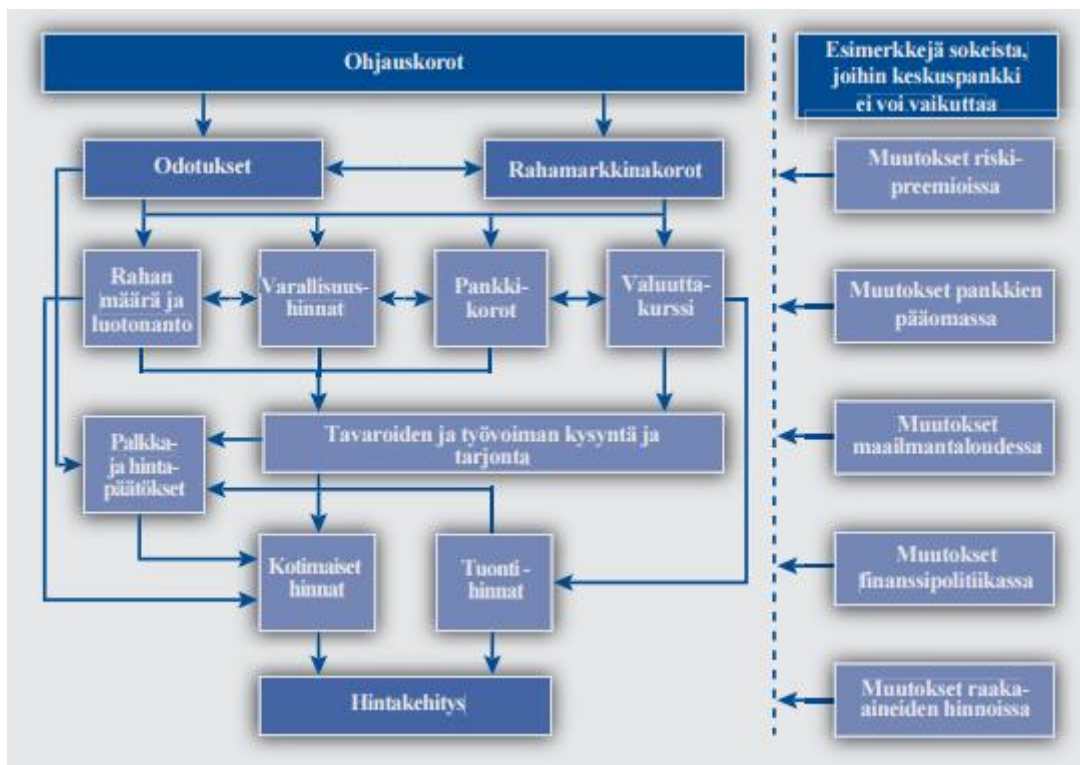 Ohjauskorot
Esimerkkejä sokeista,
joihin keskuspankki
ei voi vaikuttaa
Odotukset
Rahamarkkinakorot
Muutokset riski-
preemioissa
Rahan
määrä ja
luotonanto
Varallisuus-
hinnat
Pankki-
korot
Valuutta-
kurssi
Muutokset pankkien
pääomassa
Palkka-
ja hinta-
päätökset
Tavaroiden ja työvoiman kysyntä ja
tarjonta
Muutokset
maailmantaloudessa
Kotimaiset
hinnat
Tuonti-
hinnat
Muutokset
finanssipolitiikassa
Hintakehitys
Muutokset raaka-
aineiden hinnoissa